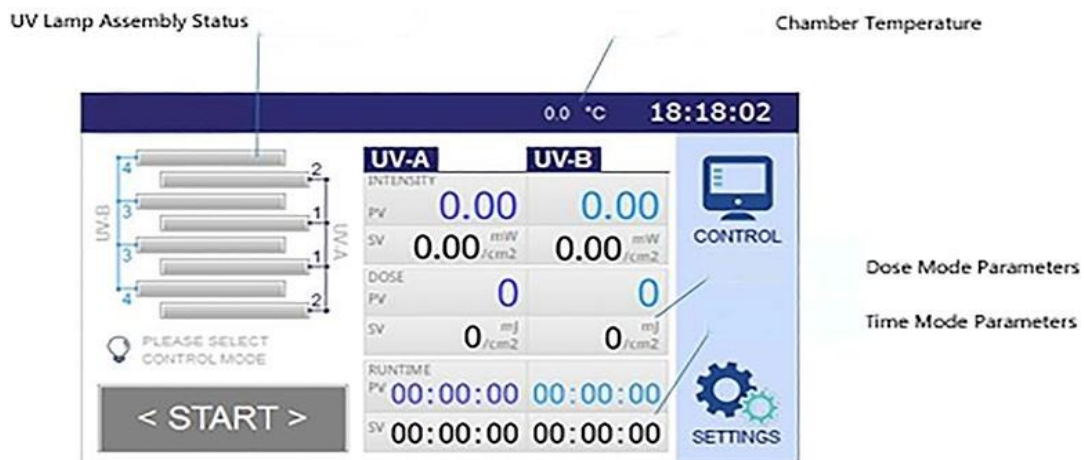 UV Lamp Assembly Status
Chamber Temperature
0.0 °C 18:18:02
4
2
3
1
UV-B
UV-A
3
1
4
2
PLEASE SELECT
CONTROL MODE
< START >
UV-A UV-B
INTENSITY
PV 0.00 0.00
SV 0.00 mW/cm2 0.00 mW/cm2
DOSE
PV 0 0
SV 0 mJ/cm2 0 mJ/cm2
RUNTIME
PV 00:00:00 00:00:00
SV 00:00:00 00:00:00
CONTROL
SETTINGS
Dose Mode Parameters
Time Mode Parameters